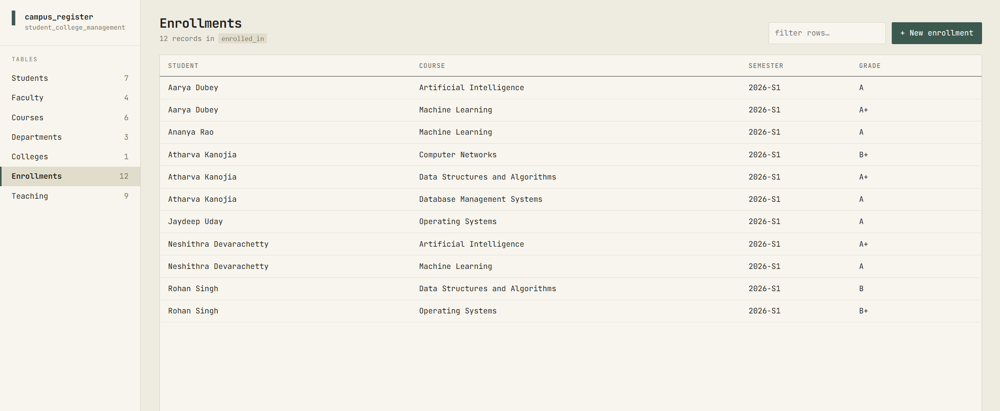 campus_register
student_college_management
TABLES
Students 7
Faculty 4
Courses 6
Departments 3
Colleges 1
Enrollments 12
Teaching 9
Enrollments
12 records in enrolled_in
filter rows…
+ New enrollment
STUDENT COURSE SEMESTER GRADE
Aarya Dubey Artificial Intelligence 2026-S1 A
Aarya Dubey Machine Learning 2026-S1 A+
Ananya Rao Machine Learning 2026-S1 A
Atharva Kanojia Computer Networks 2026-S1 B+
Atharva Kanojia Data Structures and Algorithms 2026-S1 A+
Atharva Kanojia Database Management Systems 2026-S1 A
Jaydeep Uday Operating Systems 2026-S1 A
Neshithra Devarachetty Artificial Intelligence 2026-S1 A+
Neshithra Devarachetty Machine Learning 2026-S1 A
Rohan Singh Data Structures and Algorithms 2026-S1 B
Rohan Singh Operating Systems 2026-S1 B+